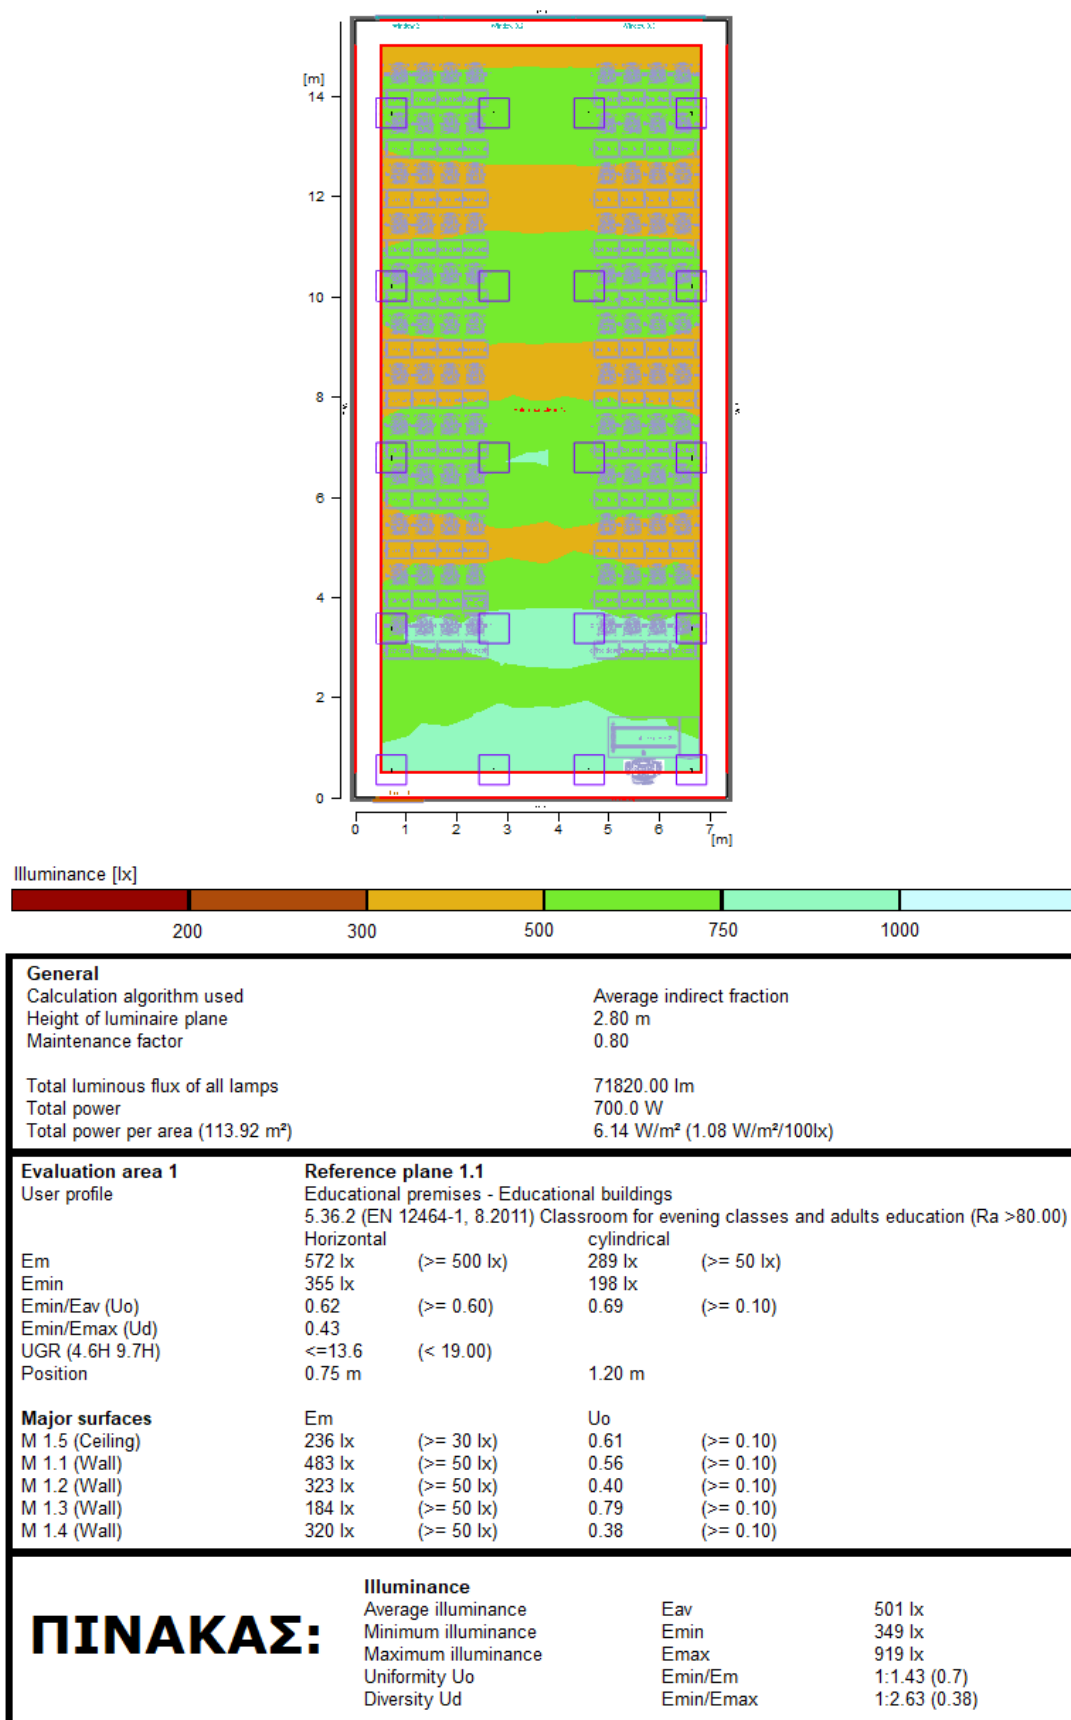 [m]
14
12
10
8
6
4
2
0
0 1 2 3 4 5 6 7
[m]
Illuminance [lx]
200 300 500 750 1000
General
Calculation algorithm used Average indirect fraction
Height of luminaire plane 2.80 m
Maintenance factor 0.80
Total luminous flux of all lamps 71820.00 lm
Total power 700.0 W
Total power per area (113.92 m²) 6.14 W/m² (1.08 W/m²/100lx)
Evaluation area 1 Reference plane 1.1
User profile Educational premises - Educational buildings
5.36.2 (EN 12464-1, 8.2011) Classroom for evening classes and adults education (Ra >80.00)
Horizontal cylindrical
Em 572 lx (>= 500 lx) 289 lx (>= 50 lx)
Emin 355 lx 198 lx
Emin/Eav (Uo) 0.62 (>= 0.60) 0.69 (>= 0.10)
Emin/Emax (Ud) 0.43
UGR (4.6H 9.7H) <=13.6 (< 19.00)
Position 0.75 m 1.20 m
Major surfaces Em Uo
M 1.5 (Ceiling) 236 lx (>= 30 lx) 0.61 (>= 0.10)
M 1.1 (Wall) 483 lx (>= 50 lx) 0.56 (>= 0.10)
M 1.2 (Wall) 323 lx (>= 50 lx) 0.40 (>= 0.10)
M 1.3 (Wall) 184 lx (>= 50 lx) 0.79 (>= 0.10)
M 1.4 (Wall) 320 lx (>= 50 lx) 0.38 (>= 0.10)
ΠΙΝΑΚΑΣ:
Illuminance
Average illuminance Eav 501 lx
Minimum illuminance Emin 349 lx
Maximum illuminance Emax 919 lx
Uniformity Uo Emin/Em 1:1.43 (0.7)
Diversity Ud Emin/Emax 1:2.63 (0.38)